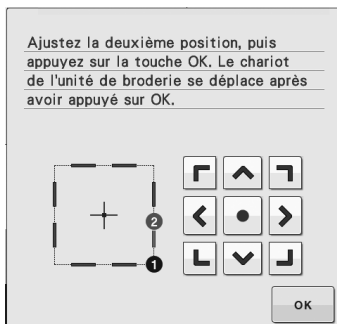 Ajustez la deuxième position, puis
appuyez sur la touche OK. Le chariot
de l'unité de broderie se déplace après
avoir appuyé sur OK.
2
1
OK